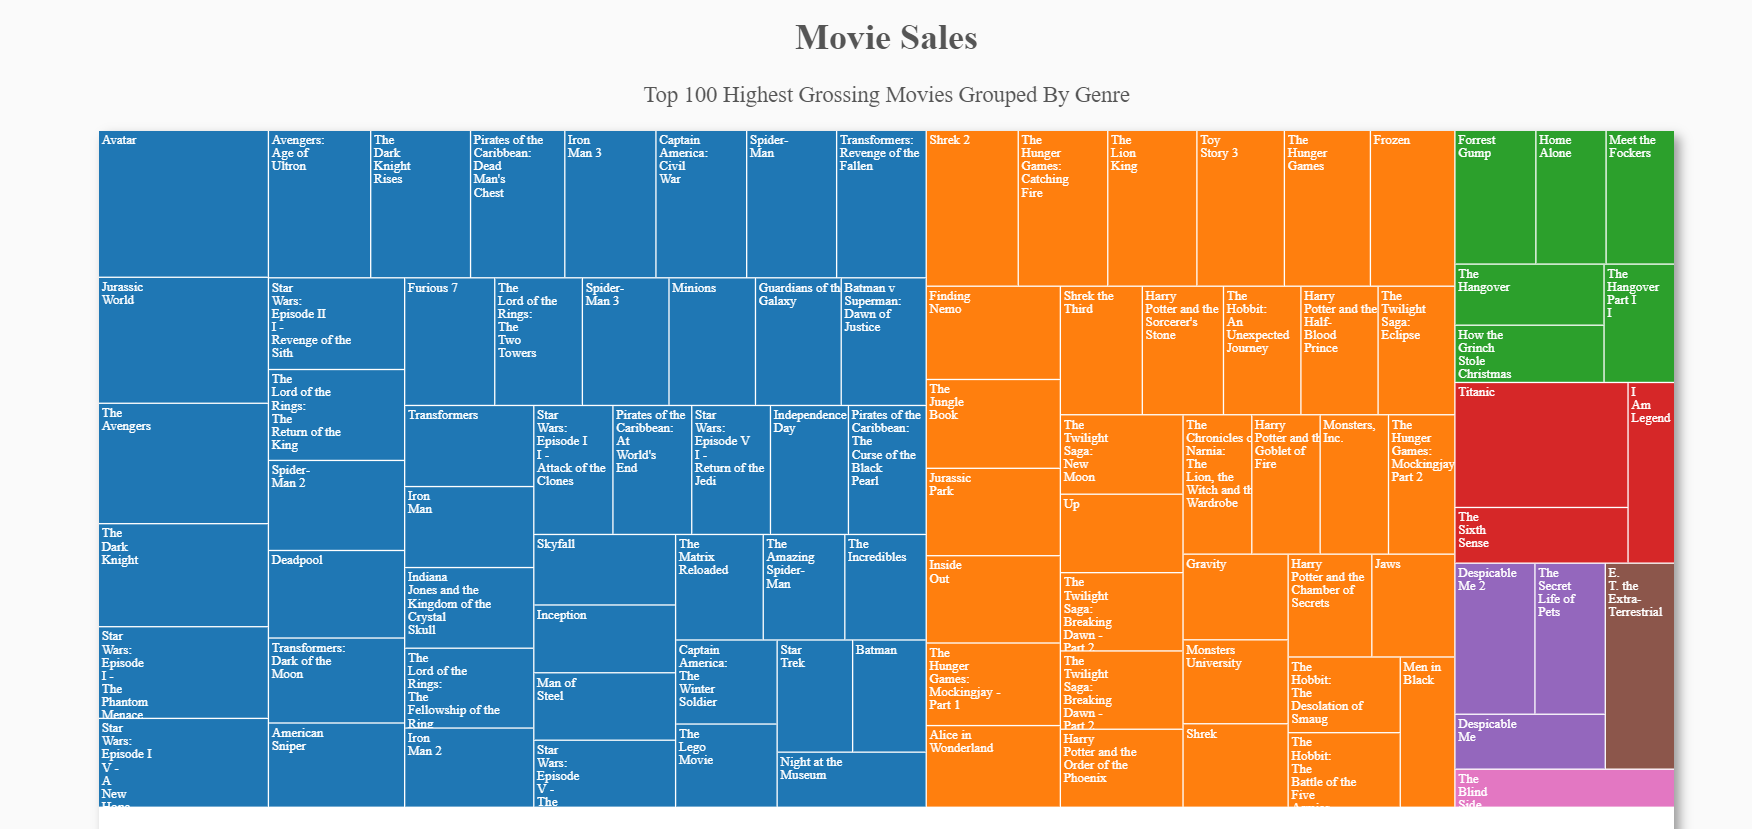 Movie Sales
Top 100 Highest Grossing Movies Grouped By Genre
Avatar
Jurassic
World
The
Avengers
The
Dark
Knight
Star
Wars:
Episode
I -
The
Phantom
Menace
Star
Wars:
Episode I
V -
A
New
Hope
Avengers:
Age of
Ultron
The
Dark
Knight
Rises
Pirates of the
Caribbean:
Dead
Man's
Chest
Iron
Man 3
Captain
America:
Civil
War
Spider-
Man
Transformers:
Revenge of the
Fallen
Star
Wars:
Episode II
I -
Revenge of the
Sith
The
Lord of the
Rings:
The
Return of the
King
Spider-
Man 2
Deadpool
Transformers:
Dark of the
Moon
American
Sniper
Furious 7
The
Lord of the
Rings:
The
Two
Towers
Spider-
Man 3
Minions
Guardians of th
Galaxy
Batman v
Superman:
Dawn of
Justice
Transformers
Iron
Man
Indiana
Jones and the
Kingdom of the
Crystal
Skull
The
Lord of the
Rings:
The
Fellowship of the
Ring
Iron
Man 2
Star
Wars:
Episode I
I -
Attack of the
Clones
Pirates of the
Caribbean:
At
World's
End
Star
Wars:
Episode V
I -
Return of the
Jedi
Independence
Day
Pirates of the
Caribbean:
The
Curse of the
Black
Pearl
Skyfall
Inception
Man of
Steel
Star
Wars:
Episode
V -
The
The
Matrix
Reloaded
The
Amazing
Spider-
Man
The
Incredibles
Captain
America:
The
Winter
Soldier
The
Lego
Movie
Star
Trek
Batman
Night at the
Museum
Shrek 2
The
Hunger
Games:
Catching
Fire
The
Lion
King
Toy
Story 3
The
Hunger
Games
Frozen
Finding
Nemo
The
Jungle
Book
Jurassic
Park
Inside
Out
The
Hunger
Games:
Mockingjay -
Part 1
Alice in
Wonderland
Shrek the
Third
Harry
Potter and the
Sorcerer's
Stone
The
Hobbit:
An
Unexpected
Journey
Harry
Potter and the
Half-
Blood
Prince
The
Twilight
Saga:
Eclipse
The
Twilight
Saga:
New
Moon
Up
The
Twilight
Saga:
Breaking
Dawn -
Part 2
The
Twilight
Saga:
Breaking
Dawn -
Part 2
Harry
Potter and the
Order of the
Phoenix
The
Chronicles o
Narnia:
The
Lion, the
Witch and th
Wardrobe
Harry
Potter and th
Goblet of
Fire
Monsters,
Inc.
The
Hunger
Games:
Mockingjay
Part 2
Gravity
Monsters
University
Shrek
Harry
Potter and the
Chamber of
Secrets
Jaws
The
Hobbit:
The
Desolation of
Smaug
The
Hobbit:
The
Battle of the
Five
Men in
Black
Forrest
Gump
Home
Alone
Meet the
Fockers
The
Hangover
How the
Grinch
Stole
Christmas
The
Hangover
Part I
I
Titanic
The
Sixth
Sense
I
Am
Legend
Despicable
Me 2
The
Secret
Life of
Pets
Despicable
Me
E.
T. the
Extra-
Terrestrial
The
Blind
Side